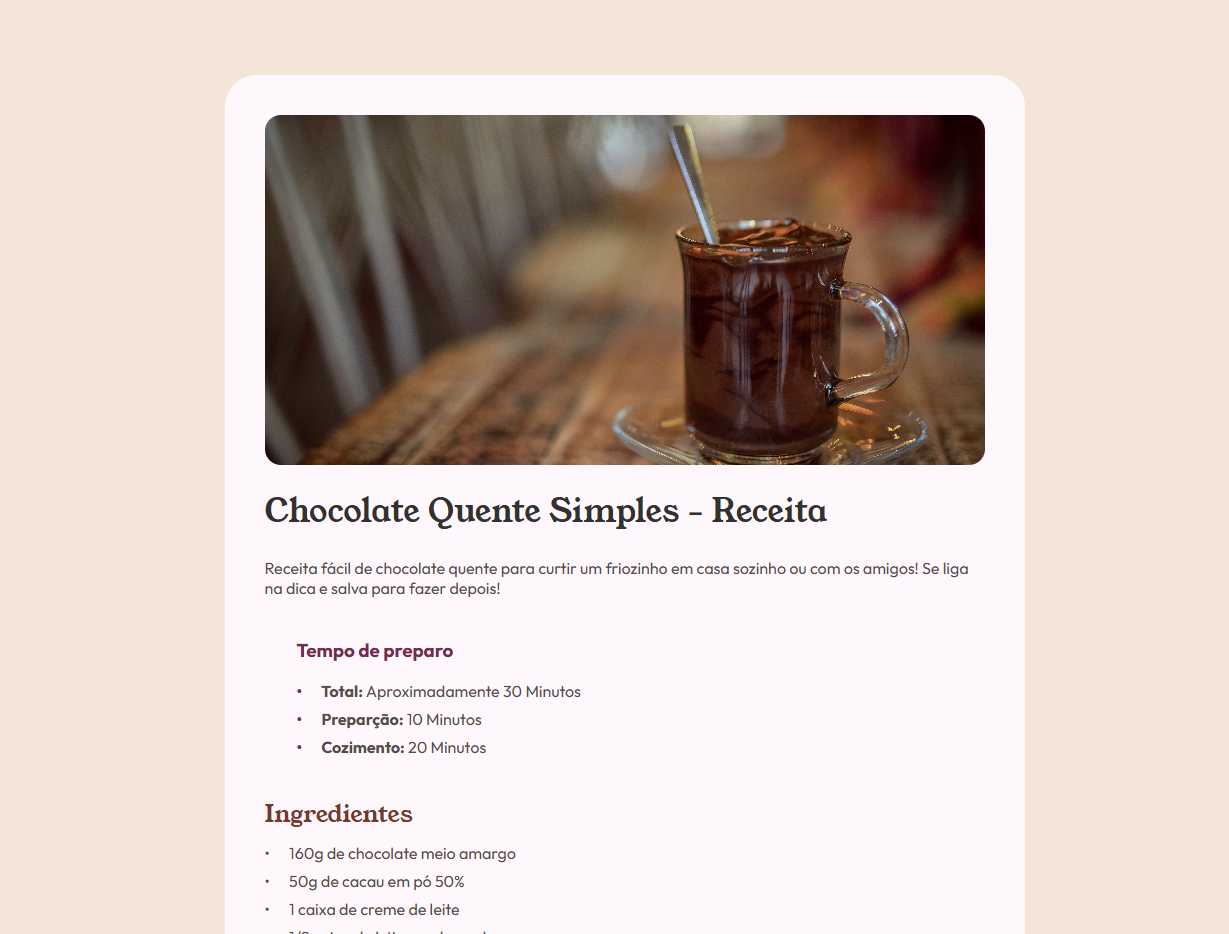 Chocolate Quente Simples - Receita
Receita fácil de chocolate quente para curtir um friozinho em casa sozinho ou com os amigos! Se liga
na dica e salva para fazer depois!
Tempo de preparo
• Total: Aproximadamente 30 Minutos
• Preparção: 10 Minutos
• Cozimento: 20 Minutos
Ingredientes
• 160g de chocolate meio amargo
• 50g de cacau em pó 50%
• 1 caixa de creme de leite